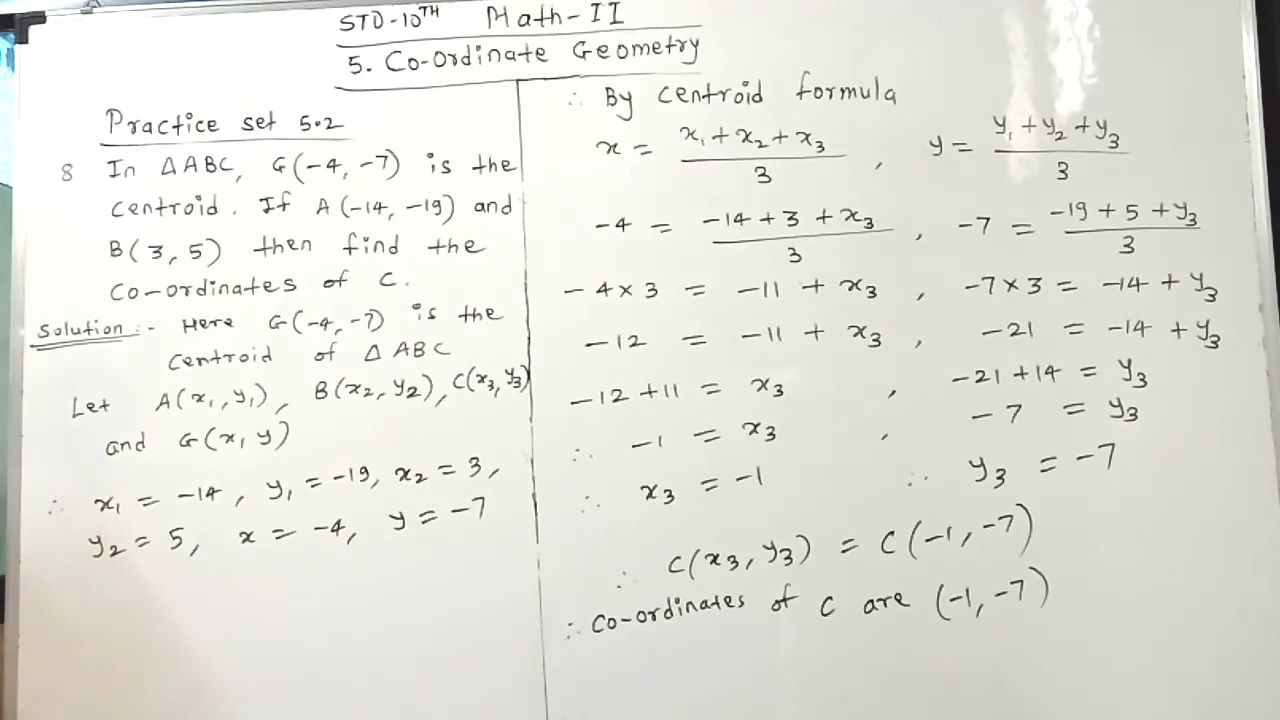 STD-10TH Math-II
5. Co-ordinate Geometry
Practice set 5.2
8 In △ABC, G(-4, -7) is the
centroid. If A(-14, -19) and
B(3, 5) then find the
co-ordinates of C.
Solution:- Here G(-4, -7) is the
centroid of △ABC
Let A(x₁, y₁), B(x₂, y₂), C(x₃, y₃)
and G(x, y)
∴ x₁ = -14, y₁ = -19, x₂ = 3,
y₂ = 5, x = -4, y = -7
∴ By centroid formula
x = (x₁ + x₂ + x₃)/3, y = (y₁ + y₂ + y₃)/3
-4 = (-14 + 3 + x₃)/3, -7 = (-19 + 5 + y₃)/3
-4 × 3 = -11 + x₃, -7 × 3 = -14 + y₃
-12 = -11 + x₃, -21 = -14 + y₃
-12 + 11 = x₃, -21 + 14 = y₃
∴ -1 = x₃, -7 = y₃
∴ x₃ = -1 ∴ y₃ = -7
∴ C(x₃, y₃) = C(-1, -7)
∴ Co-ordinates of C are (-1, -7)